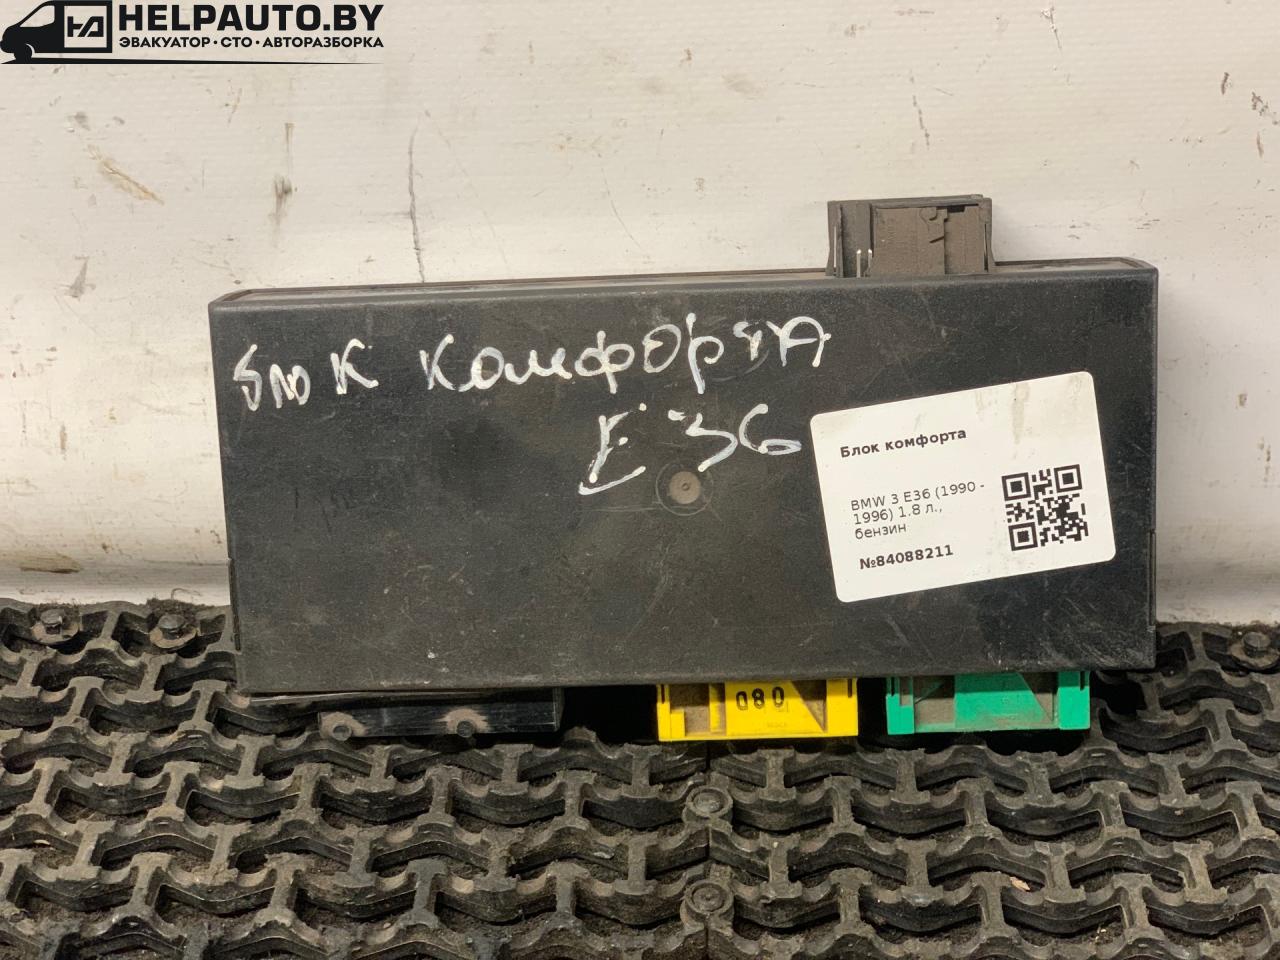 HELPAUTO.BY
ЭВАКУАТОР • СТО • АВТОРАЗБОРКА
блок комфорта
E 36
Блок комфорта
BMW 3 E36 (1990 -
1996) 1.8 л.,
бензин
№84088211
080